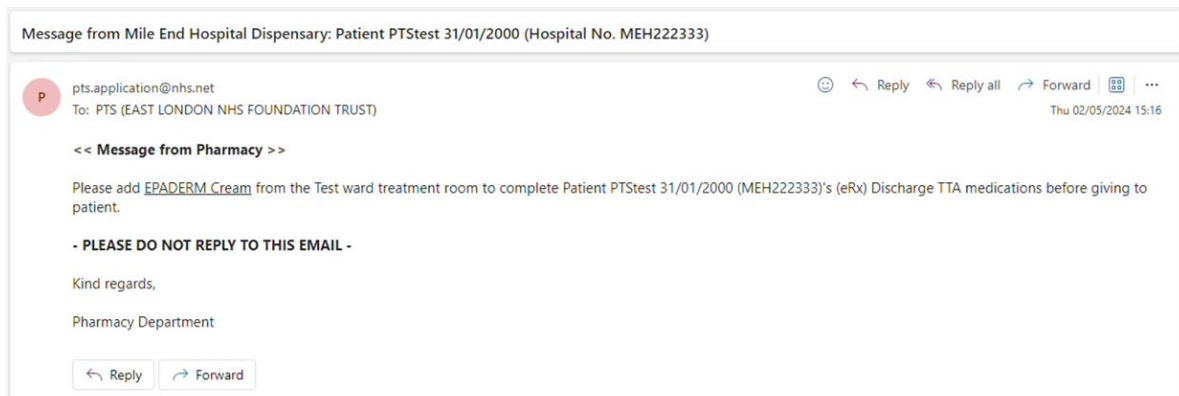 Message from Mile End Hospital Dispensary: Patient PTStest 31/01/2000 (Hospital No. MEH222333)
P
pts.application@nhs.net
Reply Reply all Forward ...
To: PTS (EAST LONDON NHS FOUNDATION TRUST)
Thu 02/05/2024 15:16
<< Message from Pharmacy >>
Please add EPADERM Cream from the Test ward treatment room to complete Patient PTStest 31/01/2000 (MEH222333)'s (eRx) Discharge TTA medications before giving to
patient.
- PLEASE DO NOT REPLY TO THIS EMAIL -
Kind regards,
Pharmacy Department
Reply Forward